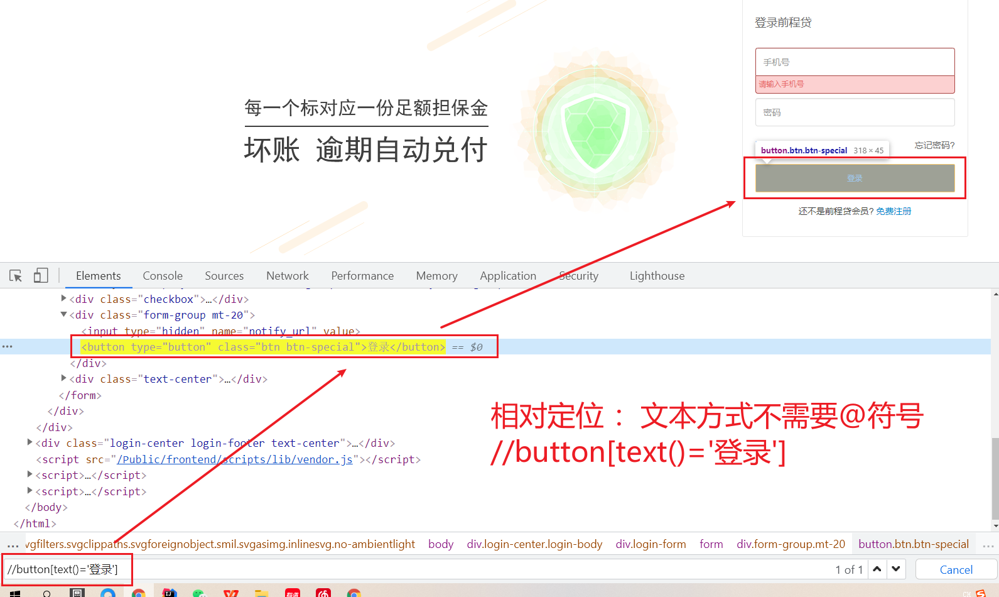 登录前程贷
手机号
请输入手机号
密码
每一个标对应一份足额担保金
坏账 逾期自动兑付
button.btn.btn-special 318 × 45
忘记密码?
登录
还不是前程贷会员? 免费注册
Elements Console Sources Network Performance Memory Application Security Lighthouse
<div class="checkbox">…</div>
<div class="form-group mt-20">
<input type="hidden" name="notify_url" value>
<button type="button" class="btn btn-special">登录</button> == $0
</div>
<div class="text-center">…</div>
</form>
</div>
</div>
<div class="login-center login-footer text-center">…</div>
<script src="/Public/frontend/scripts/lib/vendor.js"></script>
<script>…</script>
<script>…</script>
</body>
</html>
相对定位 ：文本方式不需要@符号
//button[text()='登录']
... vgfilters.svgclippaths.svgforeignobject.smil.svgasimg.inlinesvg.no-ambientlight body div.login-center.login-body div.login-form form div.form-group.mt-20 button.btn.btn-special ...
//button[text()='登录'] 1 of 1 Cancel